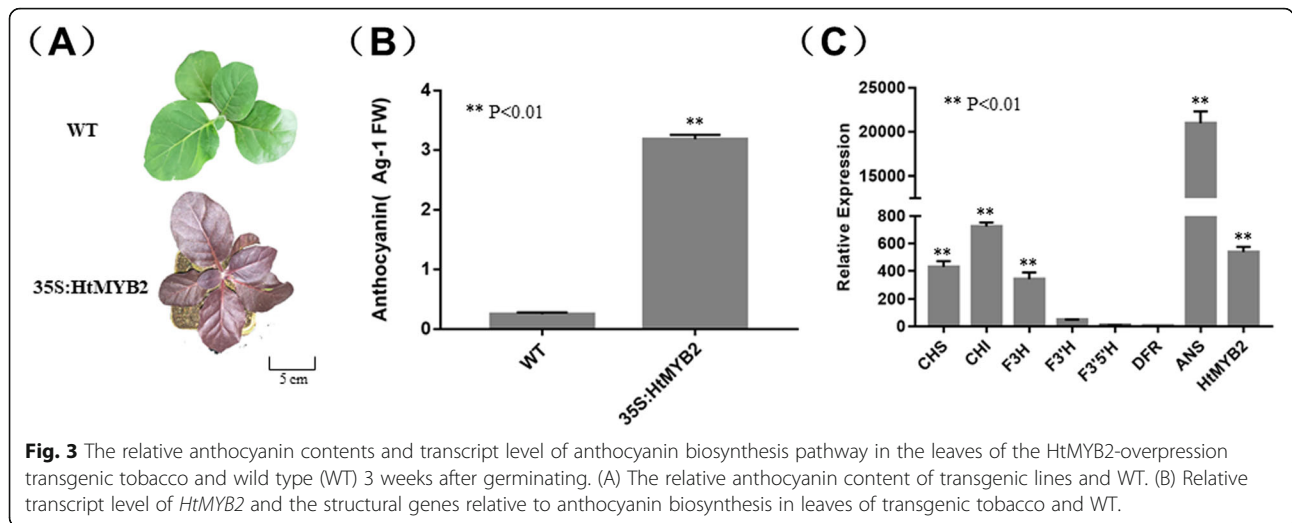 (A)
WT
35S:HtMYB2
5 cm
(B)
Anthocyanin( Ag-1 FW)
4
3
2
1
0
** P<0.01
**
WT
35S:HtMYB2
(C)
Relative Expression
25000
20000
15000
10000
5000
800
600
400
200
0
** P<0.01
**
**
**
**
**
CHS
CHI
F3H
F3'H
F3'5'H
DFR
ANS
HtMYB2
Fig. 3 The relative anthocyanin contents and transcript level of anthocyanin biosynthesis pathway in the leaves of the HtMYB2-overpression
transgenic tobacco and wild type (WT) 3 weeks after germinating. (A) The relative anthocyanin content of transgenic lines and WT. (B) Relative
transcript level of HtMYB2 and the structural genes relative to anthocyanin biosynthesis in leaves of transgenic tobacco and WT.